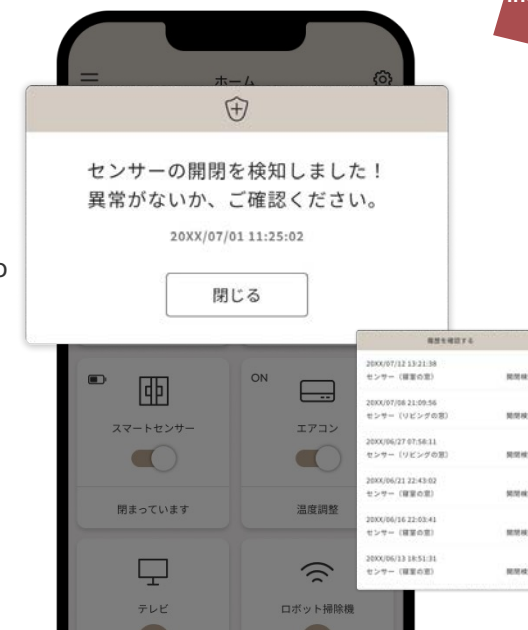 ホーム
センサーの開閉を検知しました！
異常がないか、ご確認ください。
20XX/07/01 11:25:02
閉じる
ON
スマートセンサー
エアコン
閉まっています
温度調整
テレビ
ロボット掃除機
履歴を確認する
20XX/07/12 13:21:38
センサー（寝室の窓）
開閉検
20XX/07/08 21:09:56
センサー（リビングの窓）
開閉検
20XX/06/27 07:58:11
センサー（リビングの窓）
開閉検
20XX/06/21 22:43:02
センサー（寝室の窓）
開閉検
20XX/06/16 22:03:41
センサー（寝室の窓）
開閉検
20XX/06/13 18:51:31
センサー（寝室の窓）
開閉検